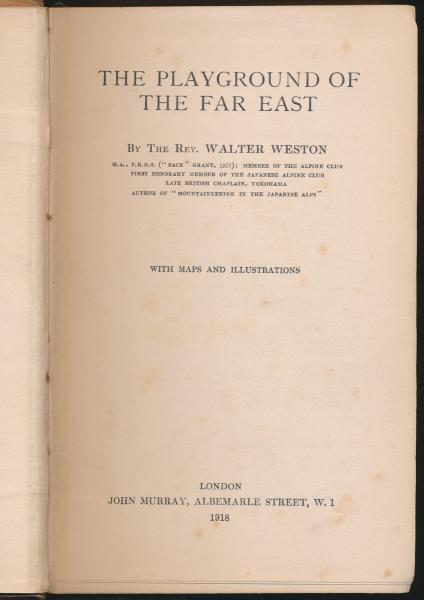 THE PLAYGROUND OF
THE FAR EAST
BY THE REV. WALTER WESTON
M.A., F.R.G.S. ("BACK" GRANT, 1917); MEMBER OF THE ALPINE CLUB
FIRST HONORARY MEMBER OF THE JAPANESE ALPINE CLUB
LATE BRITISH CHAPLAIN, YOKOHAMA
AUTHOR OF "MOUNTAINEERING IN THE JAPANESE ALPS"
WITH MAPS AND ILLUSTRATIONS
LONDON
JOHN MURRAY, ALBEMARLE STREET, W. 1
1918